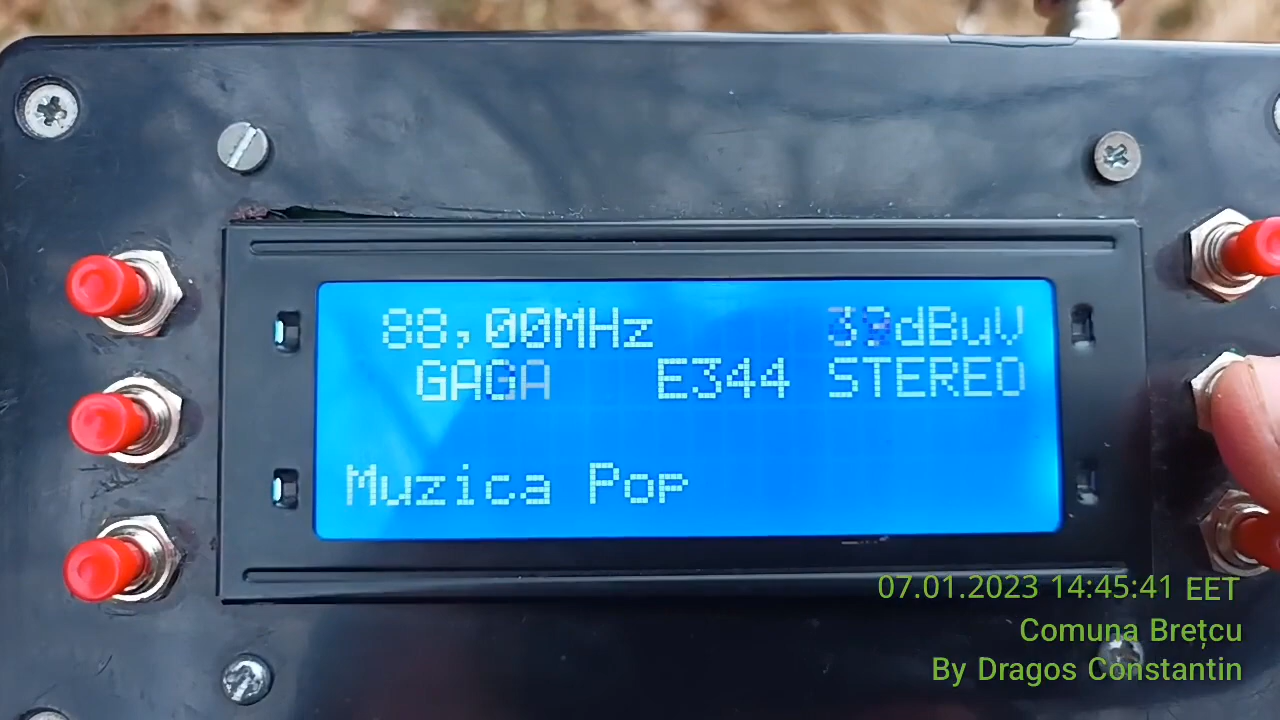 88,00MHz 39dBuV
GAGA E344 STEREO
Muzica Pop
07.01.2023 14:45:41 EET
Comuna Brețcu
By Dragos Constantin